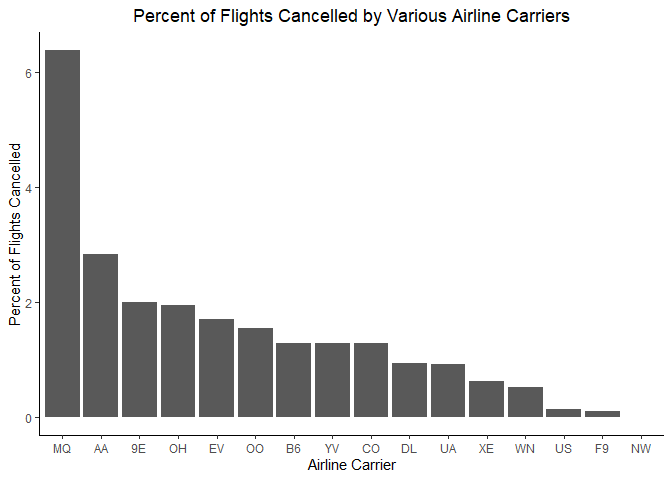 Percent of Flights Cancelled by Various Airline Carriers
Percent of Flights Cancelled
6
4
2
0
MQ AA 9E OH EV OO B6 YV CO DL UA XE WN US F9 NW
Airline Carrier